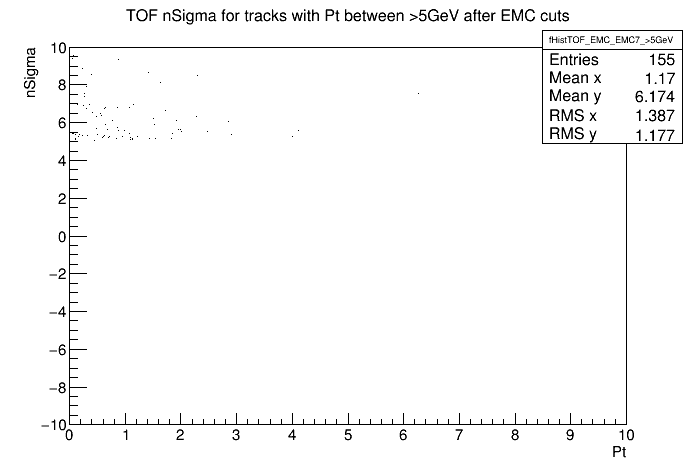 TOF nSigma for tracks with Pt between >5GeV after EMC cuts
fHistTOF_EMC_EMC7_>5GeV
Entries 155
Mean x 1.17
Mean y 6.174
RMS x 1.387
RMS y 1.177
nSigma
10
8
6
4
2
0
−2
−4
−6
−8
−10
0 1 2 3 4 5 6 7 8 9 10
Pt